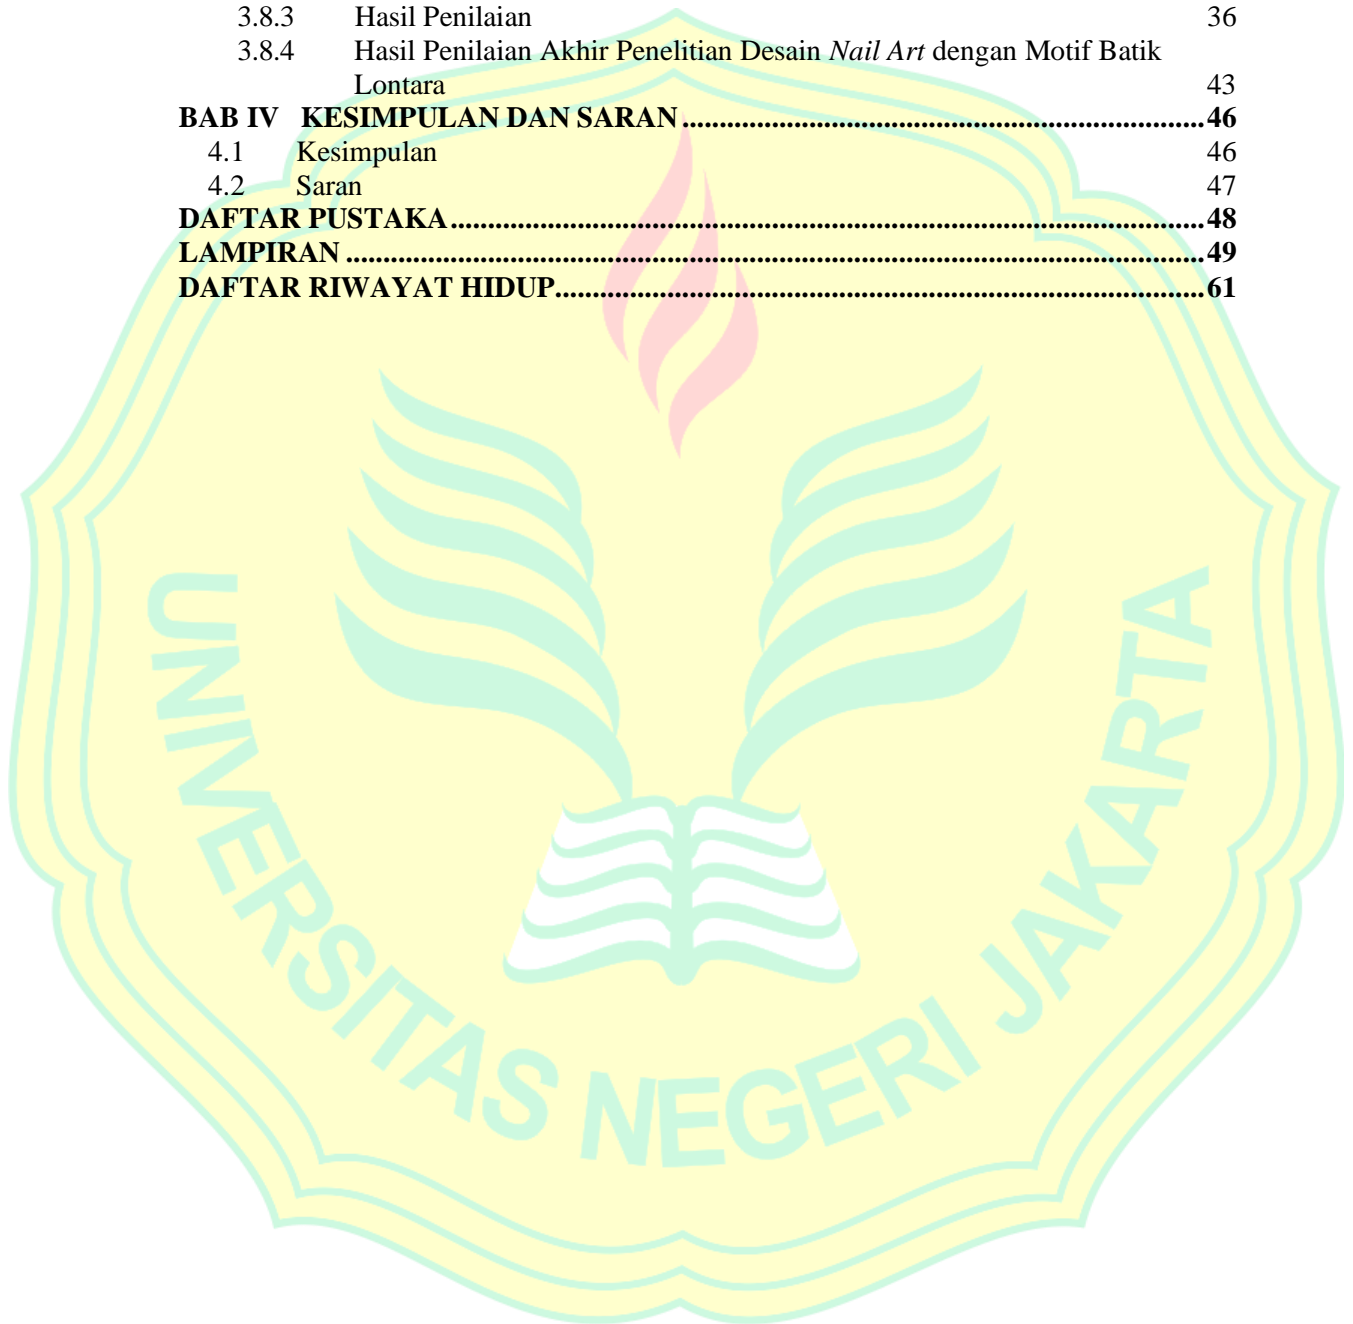 3.8.3 Hasil Penilaian 36
3.8.4 Hasil Penilaian Akhir Penelitian Desain Nail Art dengan Motif Batik
Lontara 43
BAB IV KESIMPULAN DAN SARAN....................................................................... 46
4.1 Kesimpulan 46
4.2 Saran 47
DAFTAR PUSTAKA...................................................................................................... 48
LAMPIRAN .................................................................................................................... 49
DAFTAR RIWAYAT HIDUP........................................................................................ 61
UNIVERSITAS NEGERI JAKARTA